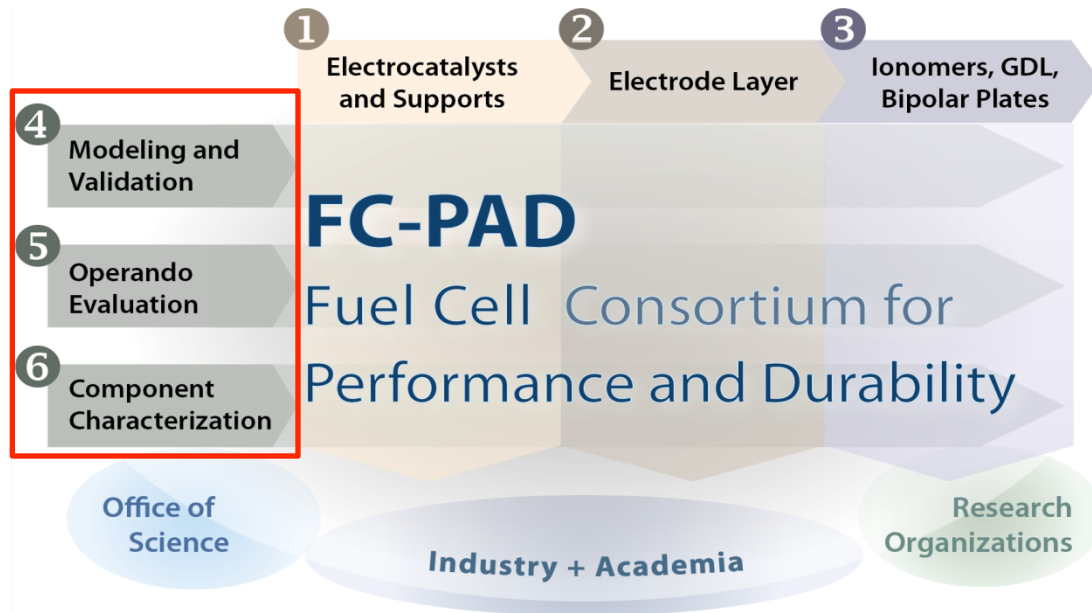 1
Electrocatalysts
and Supports
2
Electrode Layer
3
Ionomers, GDL,
Bipolar Plates
4
Modeling and
Validation
5
Operando
Evaluation
6
Component
Characterization
FC-PAD
Fuel Cell Consortium for
Performance and Durability
Office of
Science
Industry + Academia
Research
Organizations